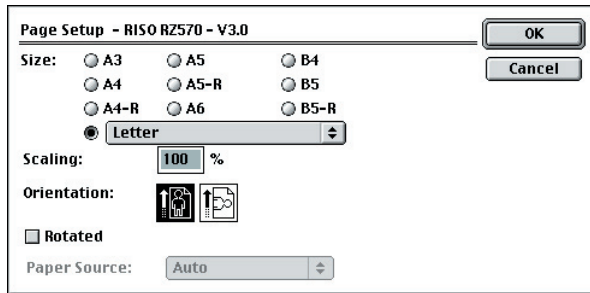 Page Setup - RISO RZ570 - V3.0
OK
Cancel
Size: A3 A5 B4
A4 A5-R B5
A4-R A6 B5-R
Letter
Scaling: 100 %
Orientation:
Rotated
Paper Source: Auto